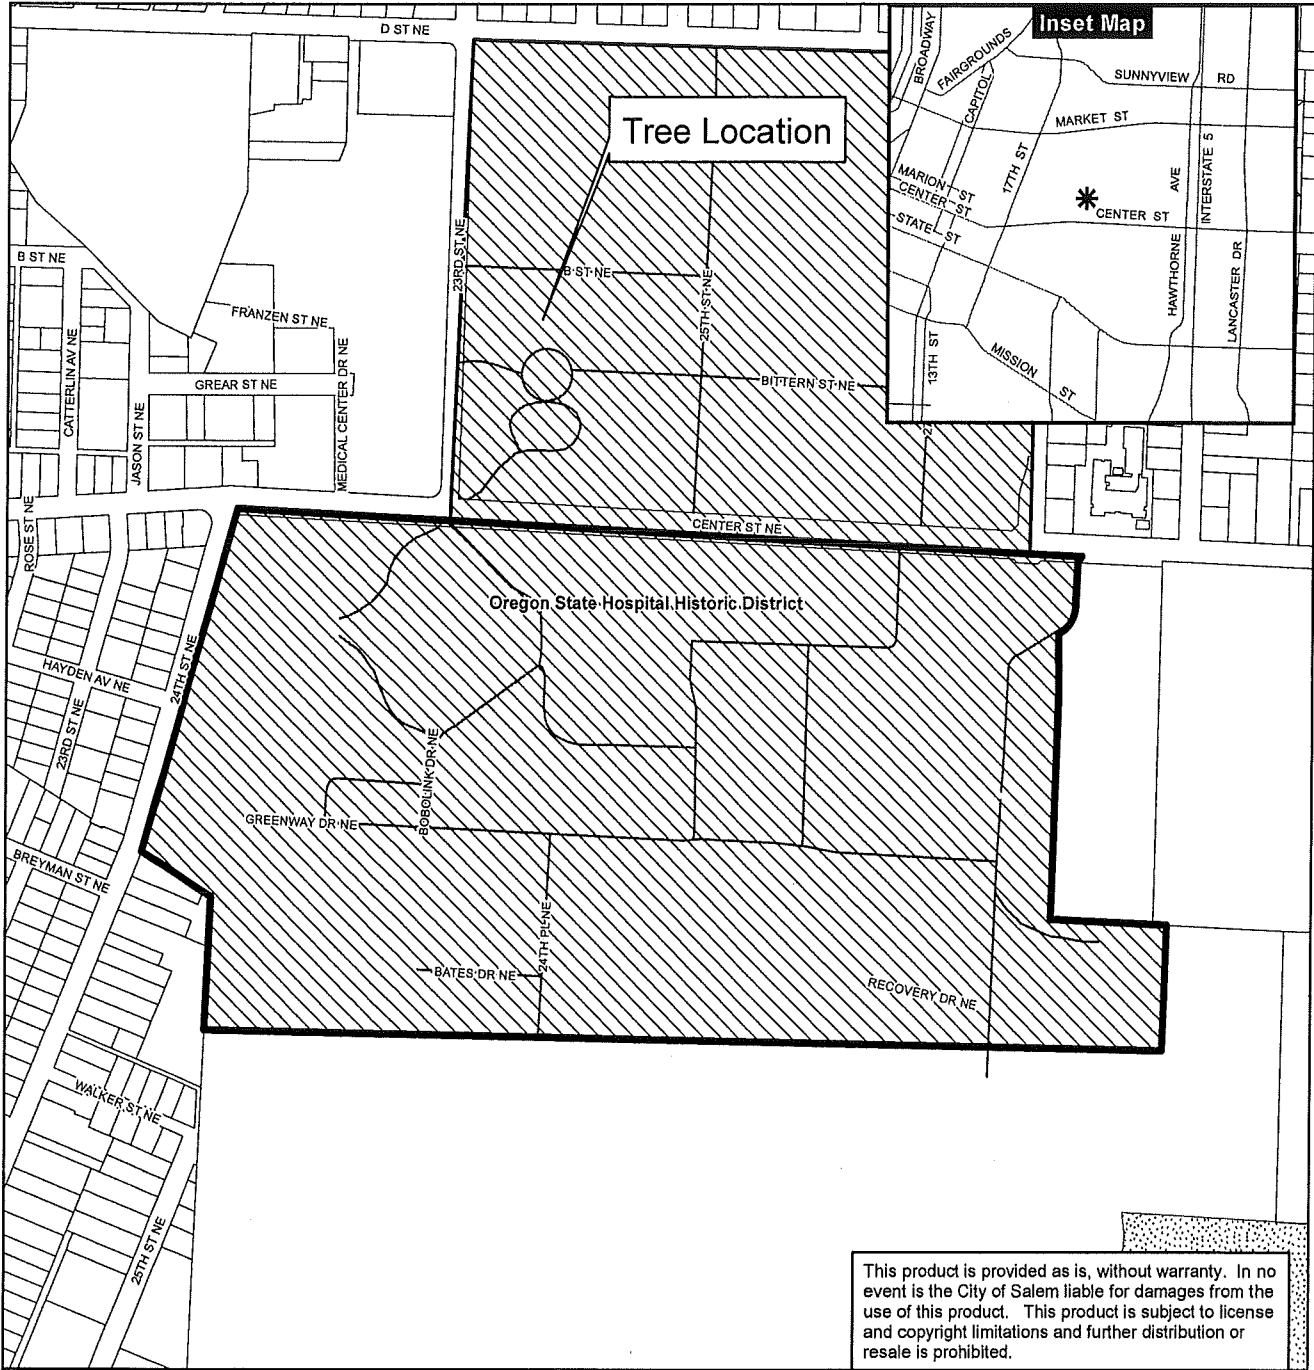 D ST NE
Inset Map
BROADWAY
FAIRGROUNDS
CAPITOL
SUNNYVIEW RD
MARKET ST
17TH ST
MARION ST
CENTER ST
STATE ST
CENTER ST
HAWTHORNE AVE
INTERSTATE 5
LANCASTER DR
13TH ST
MISSION ST
Tree Location
23RD ST NE
B ST NE
B ST NE
25TH ST NE
FRANZEN ST NE
CATTERLIN AV NE
GREAR ST NE
MEDICAL CENTER DR NE
BITTERN ST NE
JASON ST NE
ROSE ST NE
CENTER ST NE
Oregon State Hospital Historic District
24TH ST NE
HAYDEN AV NE
23RD ST NE
BOBOLINK DR NE
GREENWAY DR NE
BREYMAN ST NE
24TH PL NE
BATES DR NE
RECOVERY DR NE
WALKER ST NE
25TH ST NE
This product is provided as is, without warranty. In no
event is the City of Salem liable for damages from the
use of this product. This product is subject to license
and copyright limitations and further distribution or
resale is prohibited.